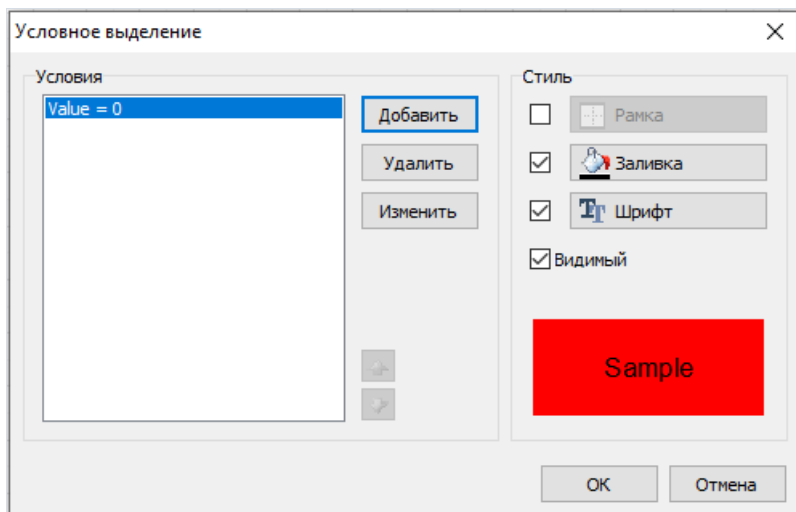 Условное выделение
Условия
Value = 0
Добавить
Удалить
Изменить
Стиль
Рамка
Заливка
Шрифт
Видимый
Sample
OK
Отмена